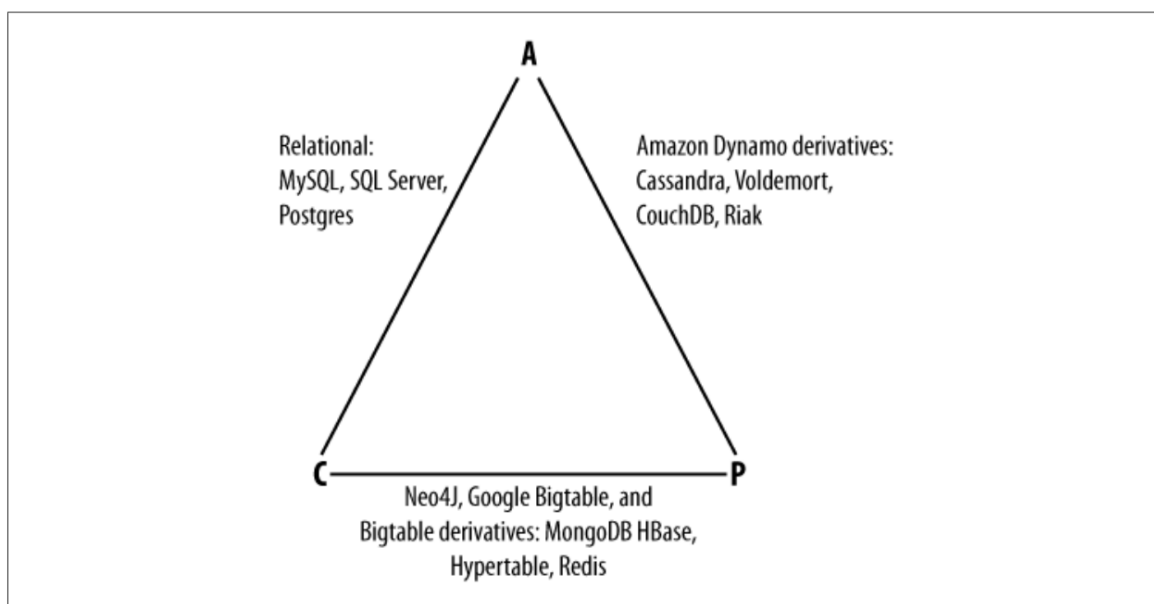 A
Relational:
MySQL, SQL Server,
Postgres
Amazon Dynamo derivatives:
Cassandra, Voldemort,
CouchDB, Riak
C
P
Neo4J, Google Bigtable, and
Bigtable derivatives: MongoDB HBase,
Hypertable, Redis